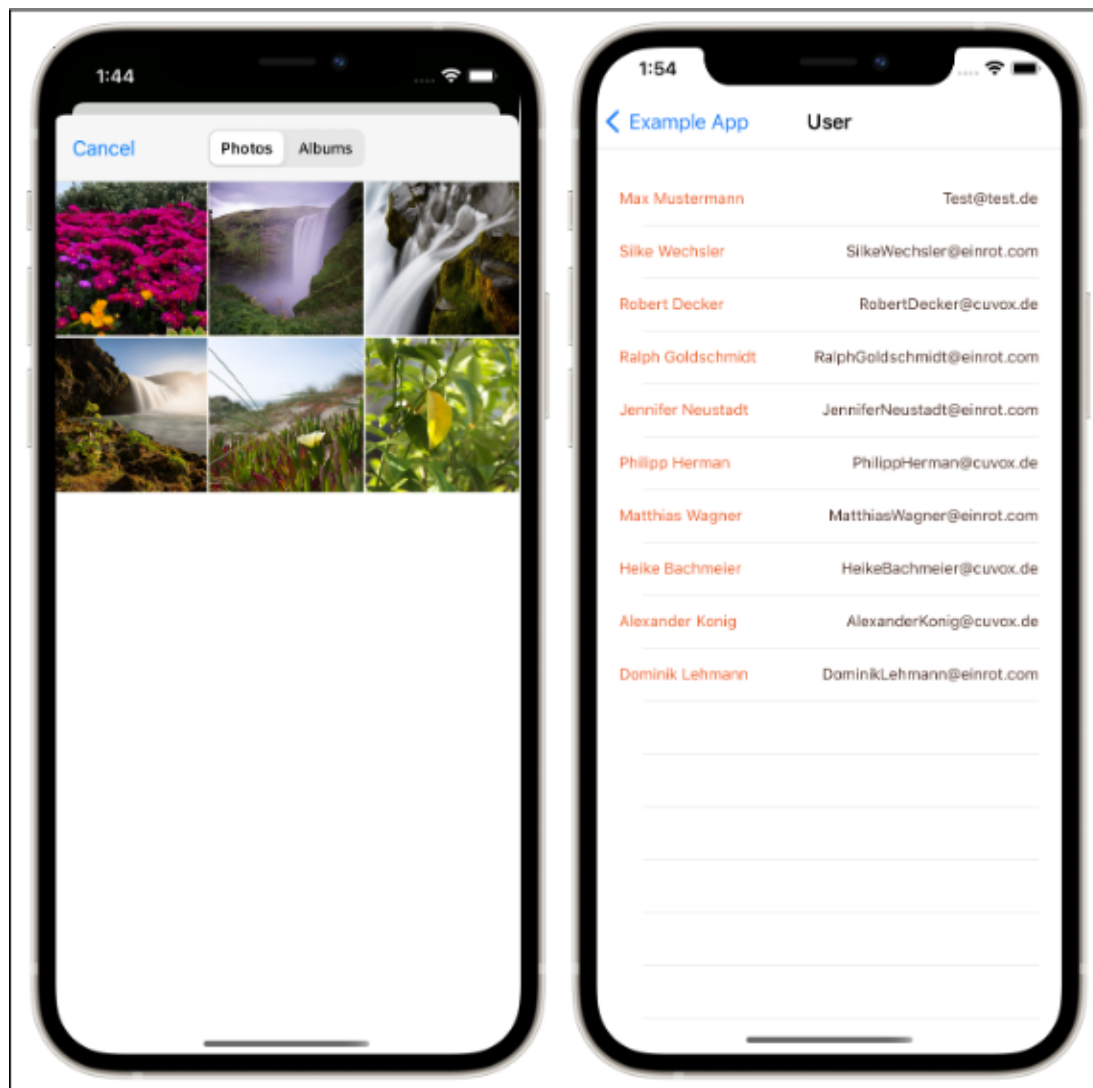 1:44
Cancel Photos Albums
1:54
Example App User
Max Mustermann Test@test.de
Silke Wechsler SilkeWechsler@einrot.com
Robert Decker RobertDecker@cuvox.de
Ralph Goldschmidt RalphGoldschmidt@einrot.com
Jennifer Neustadt JenniferNeustadt@einrot.com
Philipp Herman PhilippHerman@cuvox.de
Matthias Wagner MatthiasWagner@einrot.com
Heike Bachmeier HeikeBachmeier@cuvox.de
Alexander Konig AlexanderKonig@cuvox.de
Dominik Lehmann DominikLehmann@einrot.com